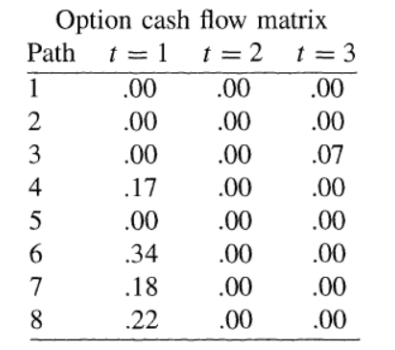 Option cash flow matrix
Path t = 1 t = 2 t = 3
1 .00 .00 .00
2 .00 .00 .00
3 .00 .00 .07
4 .17 .00 .00
5 .00 .00 .00
6 .34 .00 .00
7 .18 .00 .00
8 .22 .00 .00